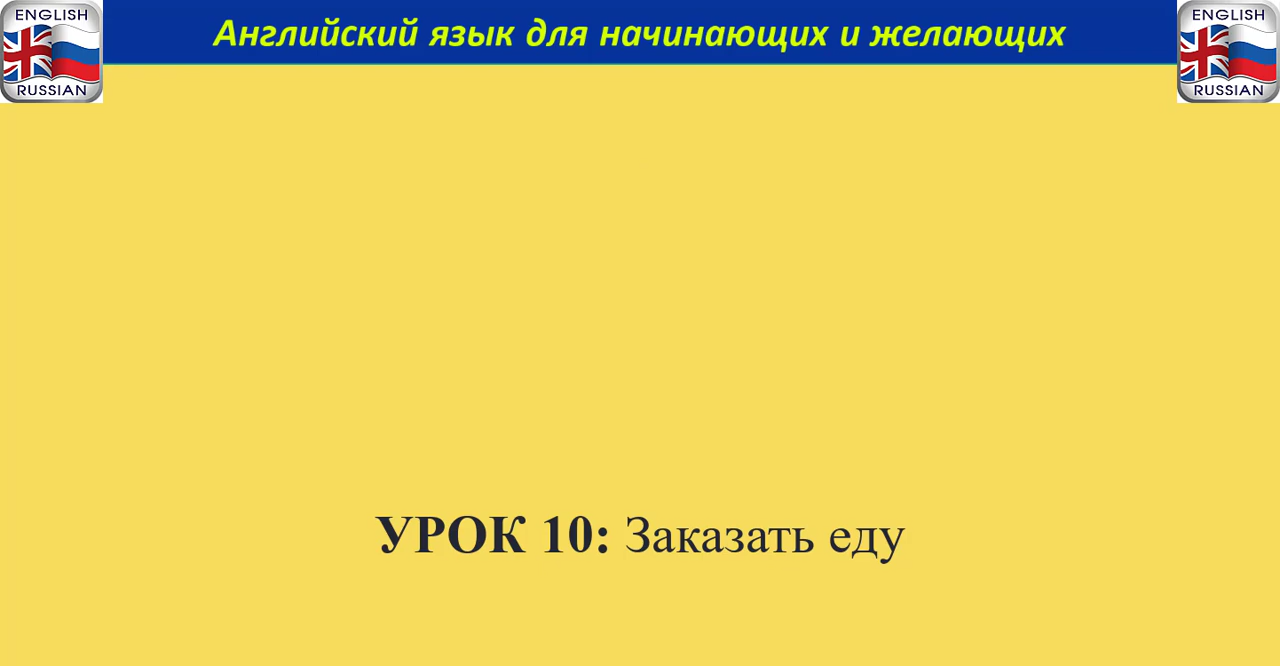 ENGLISH
RUSSIAN
Английский язык для начинающих и желающих
ENGLISH
RUSSIAN
УРОК 10: Заказать еду